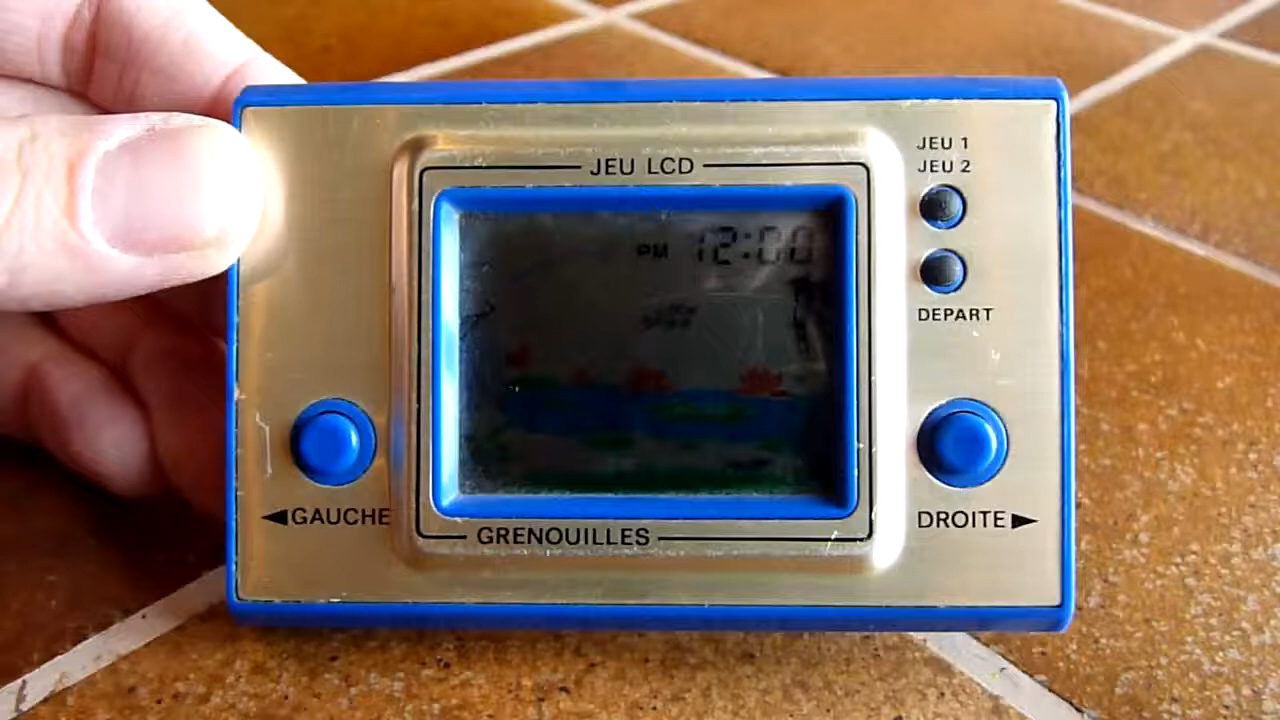 JEU 1
JEU 2
JEU LCD
PM 12:00
DEPART
◀GAUCHE
DROITE▶
GRENOUILLES